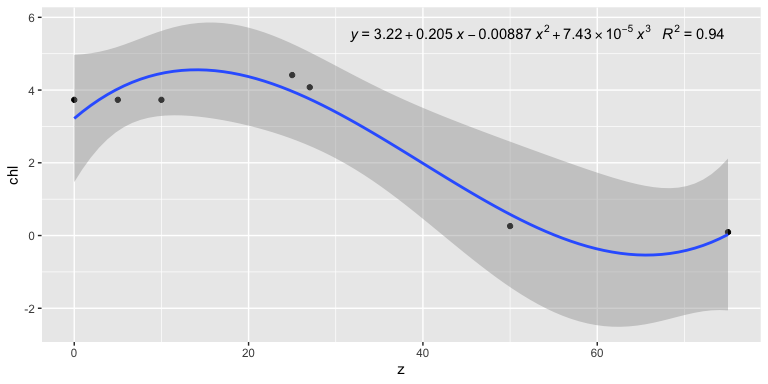 y = 3.22 + 0.205 x − 0.00887 x² + 7.43 × 10⁻⁵ x³ R² = 0.94
6
4
2
0
-2
chl
0 20 40 60
z